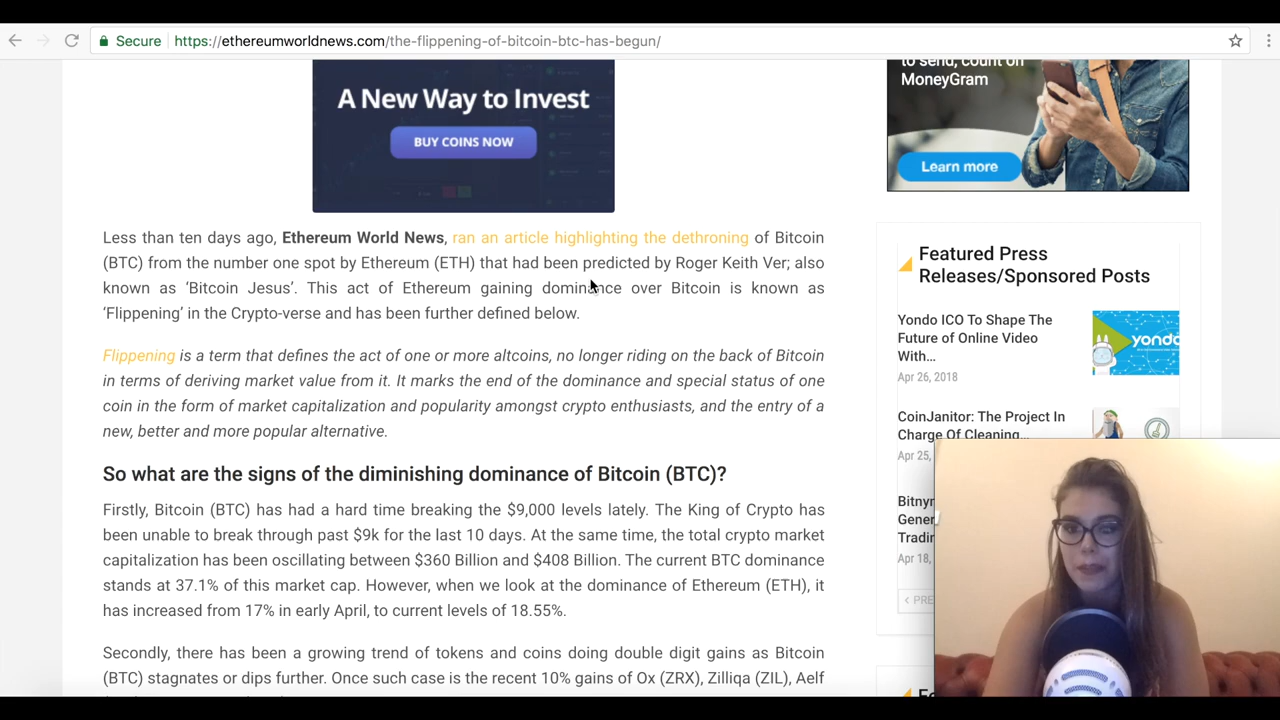 Secure https://ethereumworldnews.com/the-flippening-of-bitcoin-btc-has-begun/
A New Way to Invest
BUY COINS NOW
to send, count on
MoneyGram
Learn more
Less than ten days ago, Ethereum World News, ran an article highlighting the dethroning of Bitcoin
(BTC) from the number one spot by Ethereum (ETH) that had been predicted by Roger Keith Ver; also
known as ‘Bitcoin Jesus’. This act of Ethereum gaining dominance over Bitcoin is known as
‘Flippening’ in the Crypto-verse and has been further defined below.
Flippening is a term that defines the act of one or more altcoins, no longer riding on the back of Bitcoin
in terms of deriving market value from it. It marks the end of the dominance and special status of one
coin in the form of market capitalization and popularity amongst crypto enthusiasts, and the entry of a
new, better and more popular alternative.
So what are the signs of the diminishing dominance of Bitcoin (BTC)?
Firstly, Bitcoin (BTC) has had a hard time breaking the $9,000 levels lately. The King of Crypto has
been unable to break through past $9k for the last 10 days. At the same time, the total crypto market
capitalization has been oscillating between $360 Billion and $408 Billion. The current BTC dominance
stands at 37.1% of this market cap. However, when we look at the dominance of Ethereum (ETH), it
has increased from 17% in early April, to current levels of 18.55%.
Secondly, there has been a growing trend of tokens and coins doing double digit gains as Bitcoin
(BTC) stagnates or dips further. Once such case is the recent 10% gains of Ox (ZRX), Zilliqa (ZIL), Aelf
Featured Press
Releases/Sponsored Posts
Yondo ICO To Shape The
Future of Online Video
With...
Apr 26, 2018
yondo
CoinJanitor: The Project In
Charge Of Cleaning...
Apr 25,
Bitnyr
Gener
Tradin
Apr 18,
< PRE